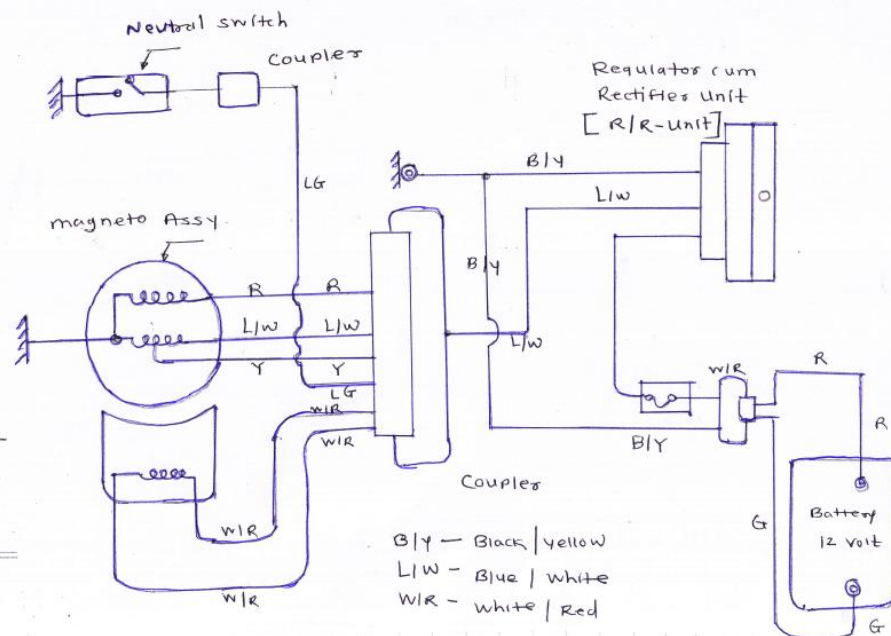 Neutral switch
Coupler
Regulator cum
Rectifier Unit
[R/R-Unit]
B/Y
L/W
LG
magneto Assy.
B/Y
R
R
L/W
L/W
Y
Y
LG
L/W
W/R
W/R
W/R
R
R
B/Y
Coupler
W/R
W/R
G
Battery
12 volt
G
B/Y — Black/yellow
L/W - Blue/white
W/R - white/Red